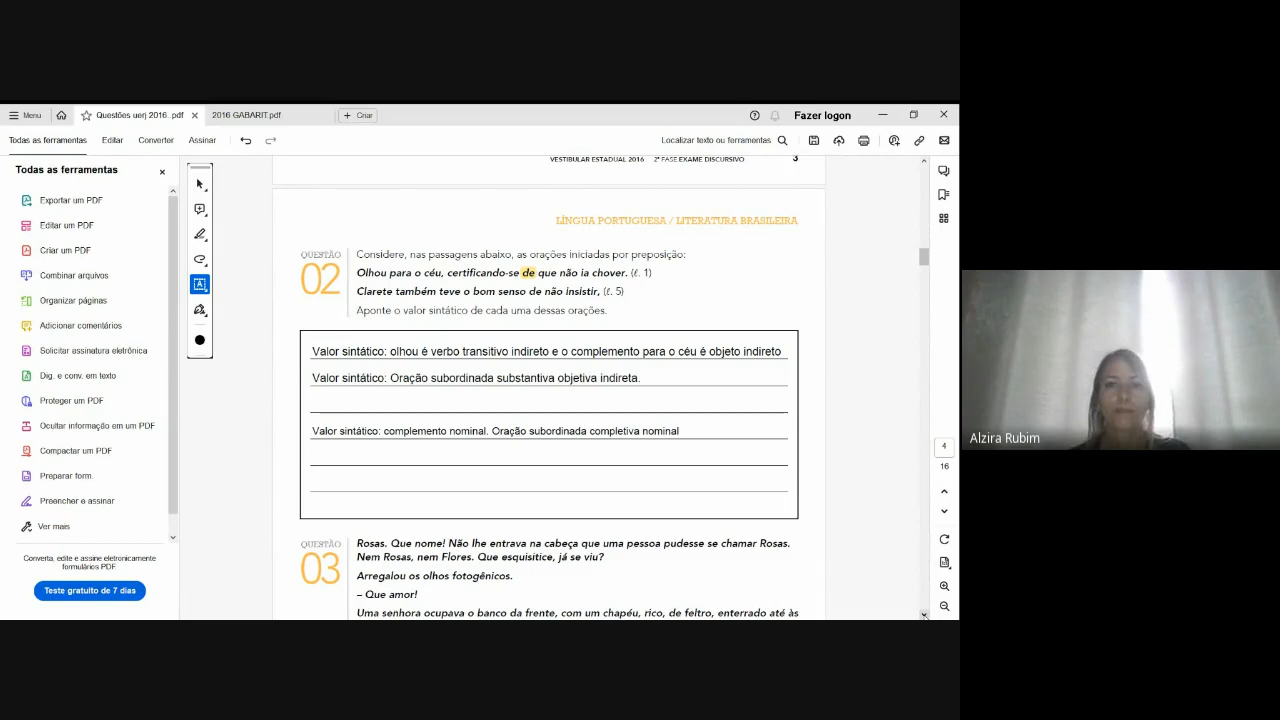 Menu
Questões uerj 2016..pdf
2016 GABARIT.pdf
Criar
Fazer logon
Todas as ferramentas
Editar
Converter
Assinar
Localizar texto ou ferramentas
Todas as ferramentas
Exportar um PDF
Editar um PDF
Criar um PDF
Combinar arquivos
Organizar páginas
Adicionar comentários
Solicitar assinatura eletrônica
Dig. e conv. em texto
Proteger um PDF
Ocultar informação em um PDF
Compactar um PDF
Preparar form.
Preencher e assinar
Ver mais
Converta, edite e assine eletronicamente
formulários PDF
Teste gratuito de 7 dias
VESTIBULAR ESTADUAL 2016 2ª FASE EXAME DISCURSIVO 3
LÍNGUA PORTUGUESA / LITERATURA BRASILEIRA
QUESTÃO
02
Considere, nas passagens abaixo, as orações iniciadas por preposição:
Olhou para o céu, certificando-se de que não ia chover. (ℓ. 1)
Clarete também teve o bom senso de não insistir, (ℓ. 5)
Aponte o valor sintático de cada uma dessas orações.
Valor sintático: olhou é verbo transitivo indireto e o complemento para o céu é objeto indireto
Valor sintático: Oração subordinada substantiva objetiva indireta.
Valor sintático: complemento nominal. Oração subordinada completiva nominal
QUESTÃO
03
Rosas. Que nome! Não lhe entrava na cabeça que uma pessoa pudesse se chamar Rosas.
Nem Rosas, nem Flores. Que esquisitice, já se viu?
Arregalou os olhos fotogênicos.
– Que amor!
Uma senhora ocupava o banco da frente, com um chapéu, rico, de feltro, enterrado até às
4
16
Alzira Rubim